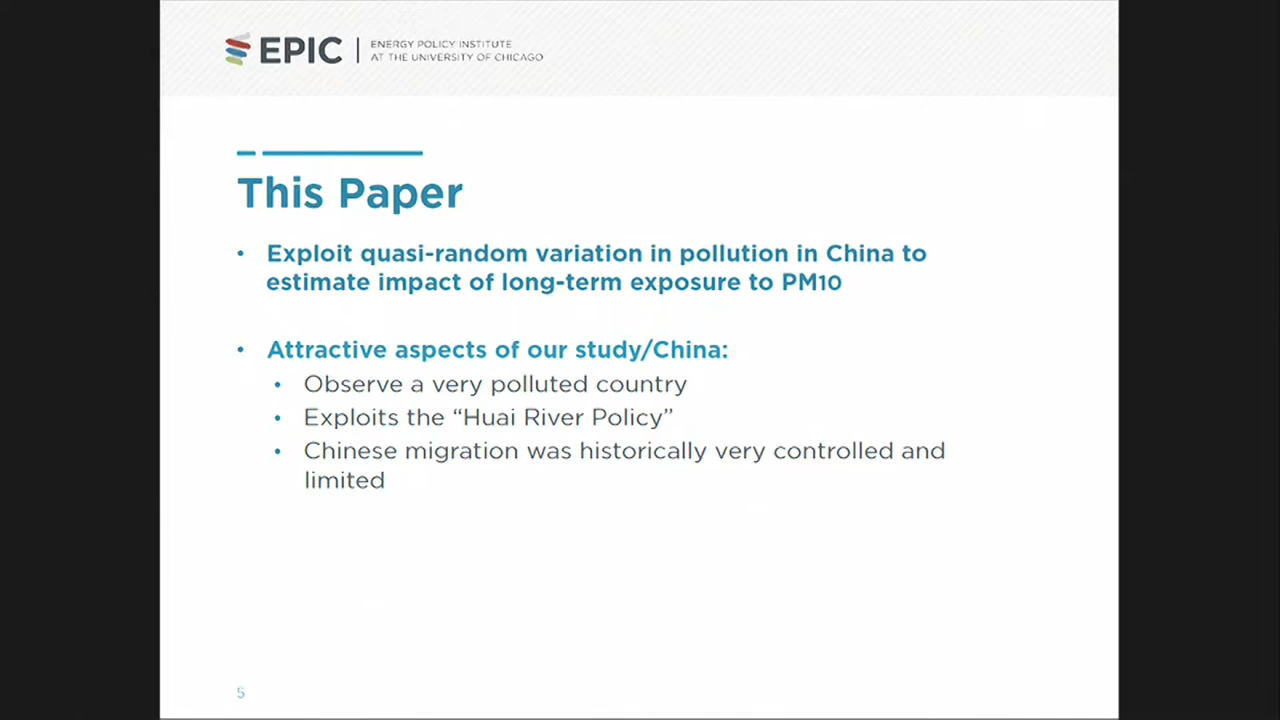 EPIC
ENERGY POLICY INSTITUTE
AT THE UNIVERSITY OF CHICAGO
This Paper
• Exploit quasi-random variation in pollution in China to
estimate impact of long-term exposure to PM10
• Attractive aspects of our study/China:
• Observe a very polluted country
• Exploits the “Huai River Policy”
• Chinese migration was historically very controlled and
limited
5